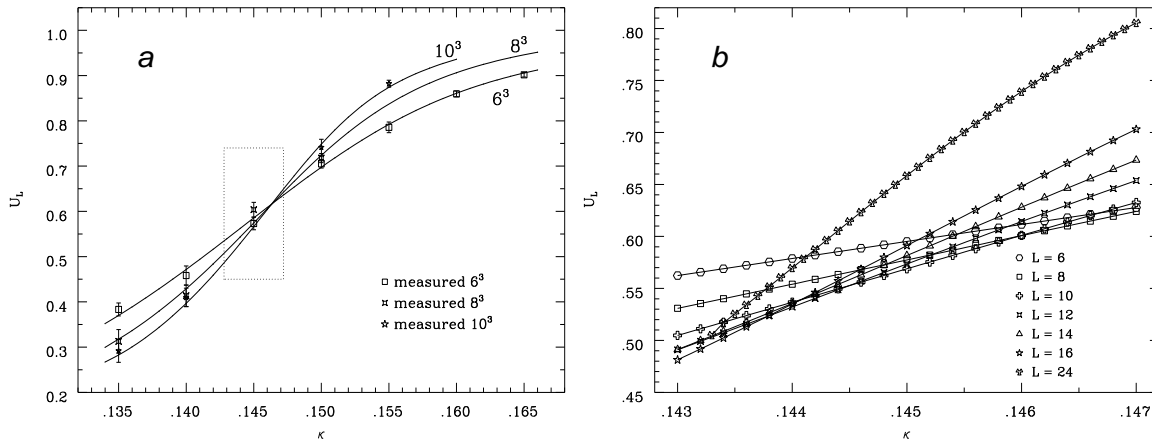 a
1.0
0.9
0.8
0.7
0.6
0.5
0.4
0.3
0.2
U_L
10³
8³
6³
measured 6³
measured 8³
measured 10³
.135
.140
.145
.150
.155
.160
.165
κ
b
.80
.75
.70
.65
.60
.55
.50
.45
U_L
L = 6
L = 8
L = 10
L = 12
L = 14
L = 16
L = 24
.143
.144
.145
.146
.147
κ